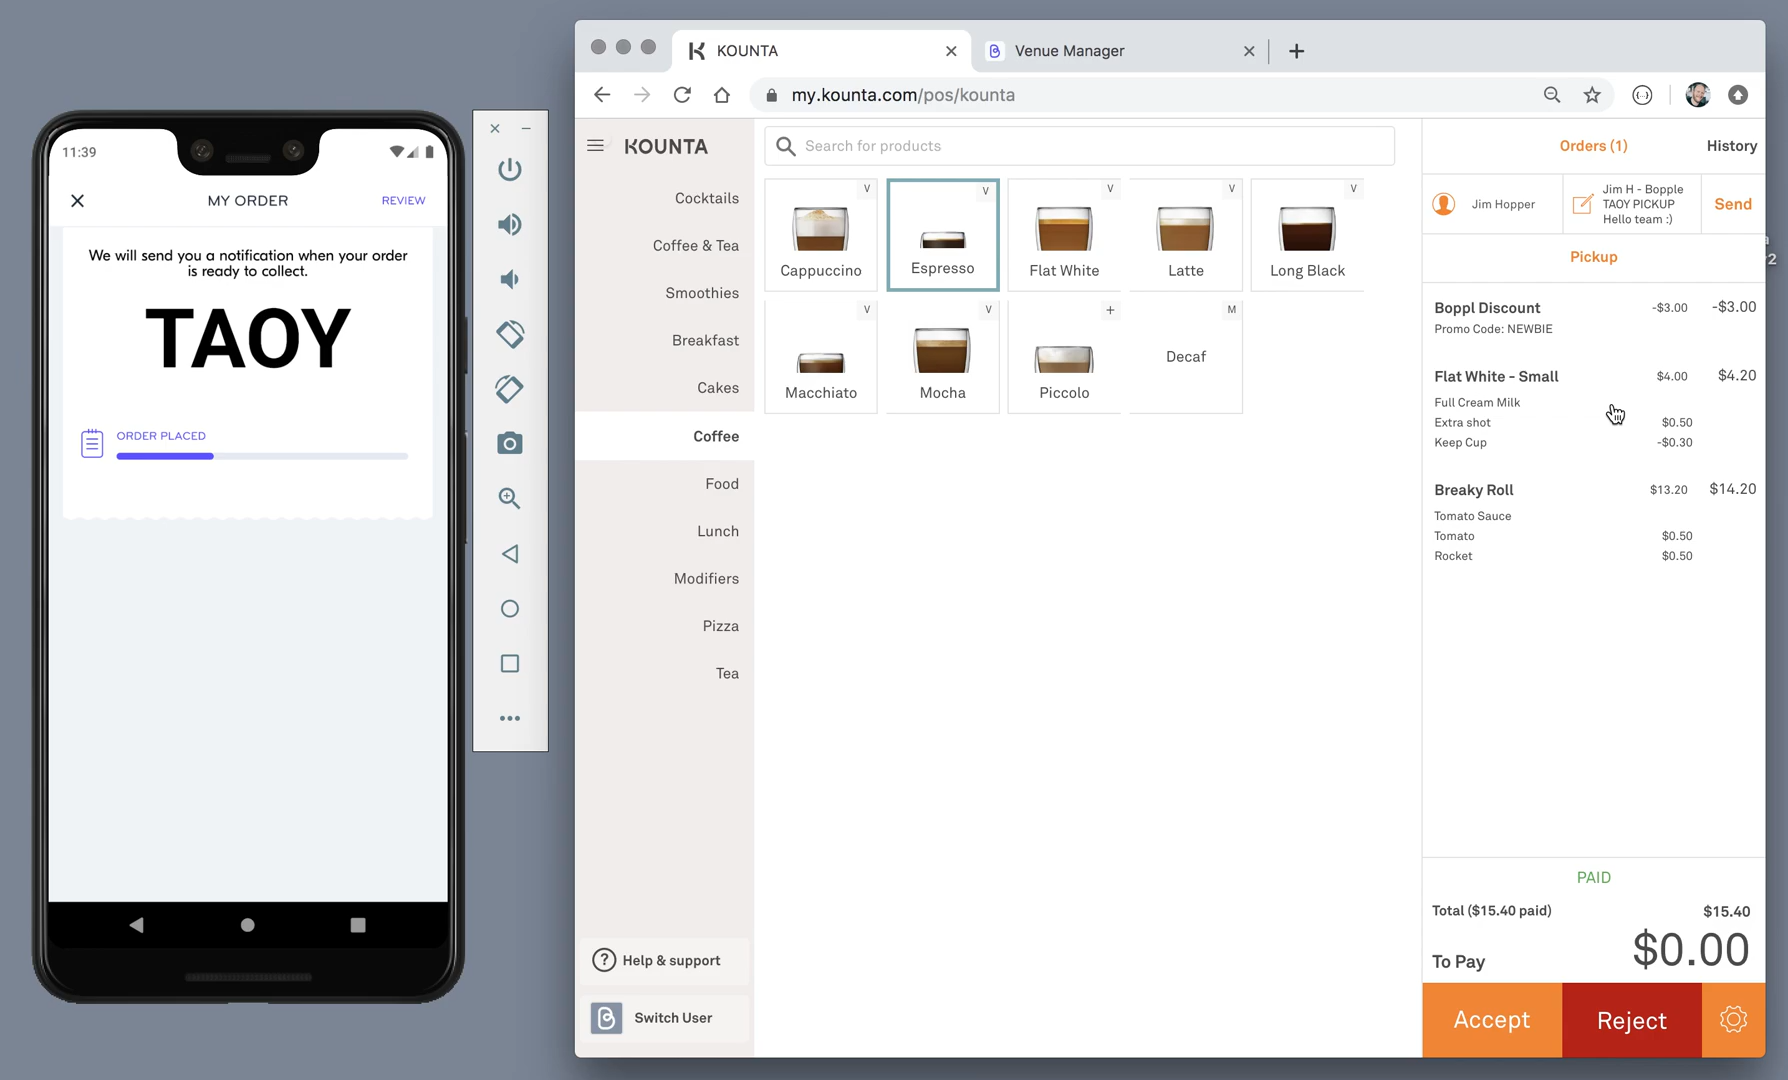 11:39
MY ORDER
REVIEW
We will send you a notification when your order
is ready to collect.
TAOY
ORDER PLACED
KOUNTA
Venue Manager
my.kounta.com/pos/kounta
KOUNTA
Search for products
Orders (1)
History
Cocktails
Coffee & Tea
Smoothies
Breakfast
Cakes
Coffee
Food
Lunch
Modifiers
Pizza
Tea
Help & support
Switch User
V
Cappuccino
V
Espresso
V
Flat White
V
Latte
V
Long Black
V
Macchiato
V
Mocha
+
Piccolo
M
Decaf
Jim Hopper
Jim H - Bopple
TAOY PICKUP
Hello team :)
Send
Pickup
Boppl Discount -$3.00 -$3.00
Promo Code: NEWBIE
Flat White - Small $4.00 $4.20
Full Cream Milk
Extra shot $0.50
Keep Cup -$0.30
Breaky Roll $13.20 $14.20
Tomato Sauce
Tomato $0.50
Rocket $0.50
PAID
Total ($15.40 paid) $15.40
To Pay $0.00
Accept
Reject